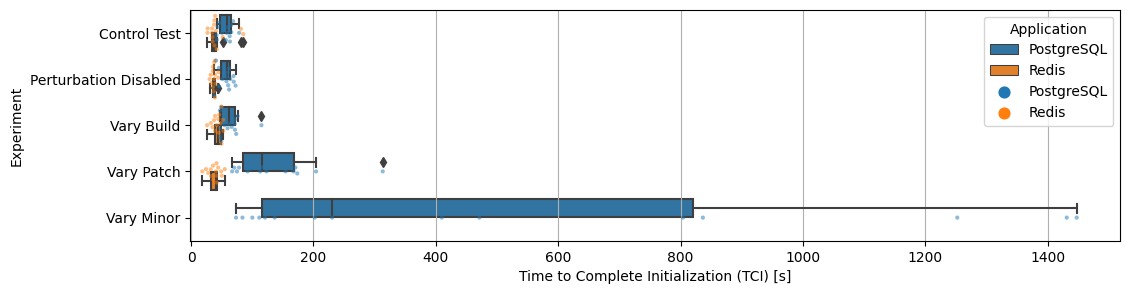 Experiment
Control Test
Perturbation Disabled
Vary Build
Vary Patch
Vary Minor
Application
PostgreSQL
Redis
PostgreSQL
Redis
0 200 400 600 800 1000 1200 1400
Time to Complete Initialization (TCI) [s]